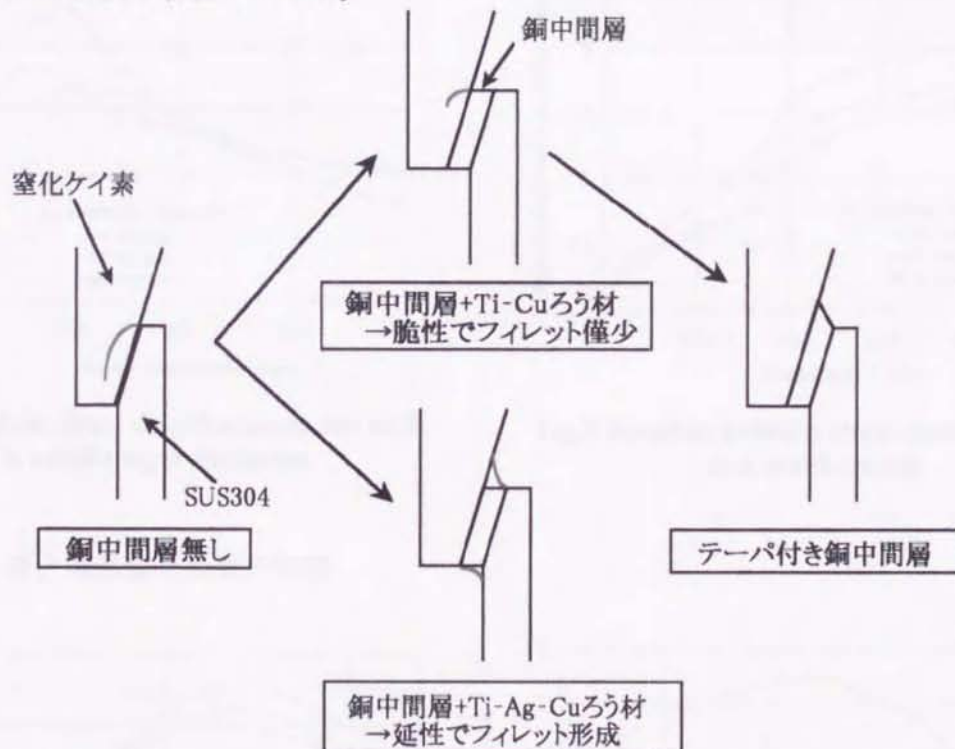 銅中間層
窒化ケイ素
銅中間層+Ti-Cuろう材
→脆性でフィレット僅少
SUS304
銅中間層無し
テーパ付き銅中間層
銅中間層+Ti-Ag-Cuろう材
→延性でフィレット形成